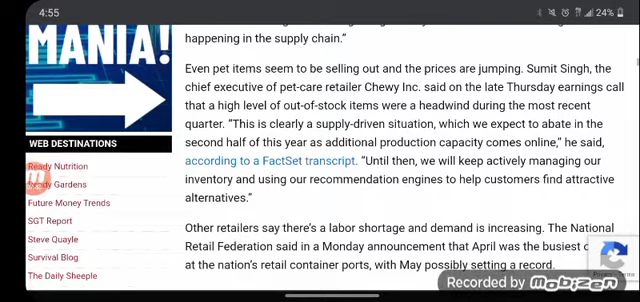 4:55
24%
MANIA!
happening in the supply chain.”
Even pet items seem to be selling out and the prices are jumping. Sumit Singh, the
chief executive of pet-care retailer Chewy Inc. said on the late Thursday earnings call
that a high level of out-of-stock items were a headwind during the most recent
quarter. “This is clearly a supply-driven situation, which we expect to abate in the
second half of this year as additional production capacity comes online,” he said,
according to a FactSet transcript. “Until then, we will keep actively managing our
inventory and using our recommendation engines to help customers find attractive
alternatives.”
Other retailers say there’s a labor shortage and demand is increasing. The National
Retail Federation said in a Monday announcement that April was the busiest
at the nation’s retail container ports, with May possibly setting a record.
WEB DESTINATIONS
Ready Nutrition
Gardens
Future Money Trends
SGT Report
Steve Quayle
Survival Blog
The Daily Sheeple
Recorded by mobizen